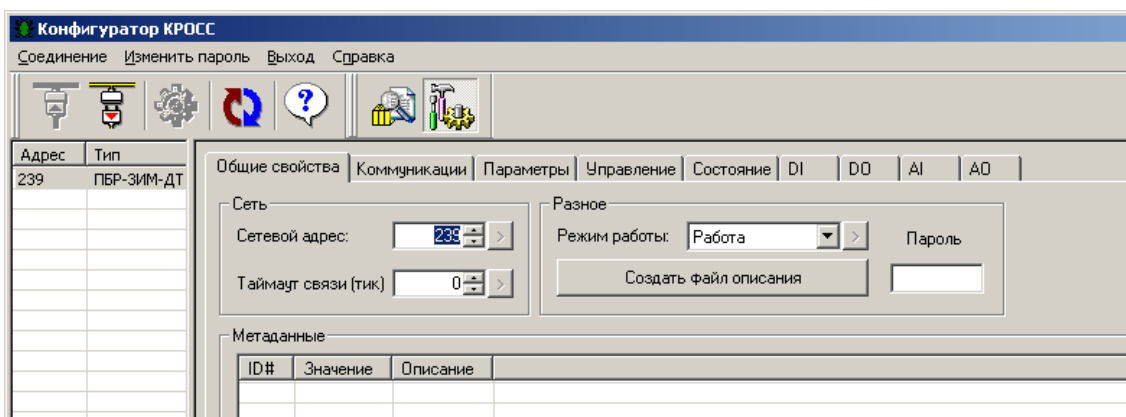 Конфигуратор КРОСС
Соединение Изменить пароль Выход Справка
Адрес Тип
239 ПБР-ЗИМ-ДТ
Общие свойства Коммуникации Параметры Управление Состояние DI DO AI AO
Сеть
Сетевой адрес: 239 >
Таймаут связи (тик) 0 >
Разное
Режим работы: Работа >
Пароль
Создать файл описания
Метаданные
ID# Значение Описание